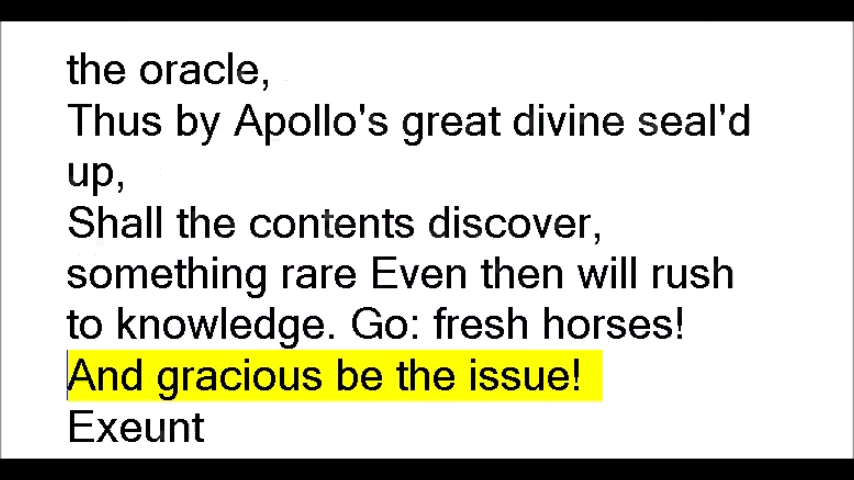 the oracle,
Thus by Apollo's great divine seal'd
up,
Shall the contents discover,
something rare Even then will rush
to knowledge. Go: fresh horses!
And gracious be the issue!
Exeunt